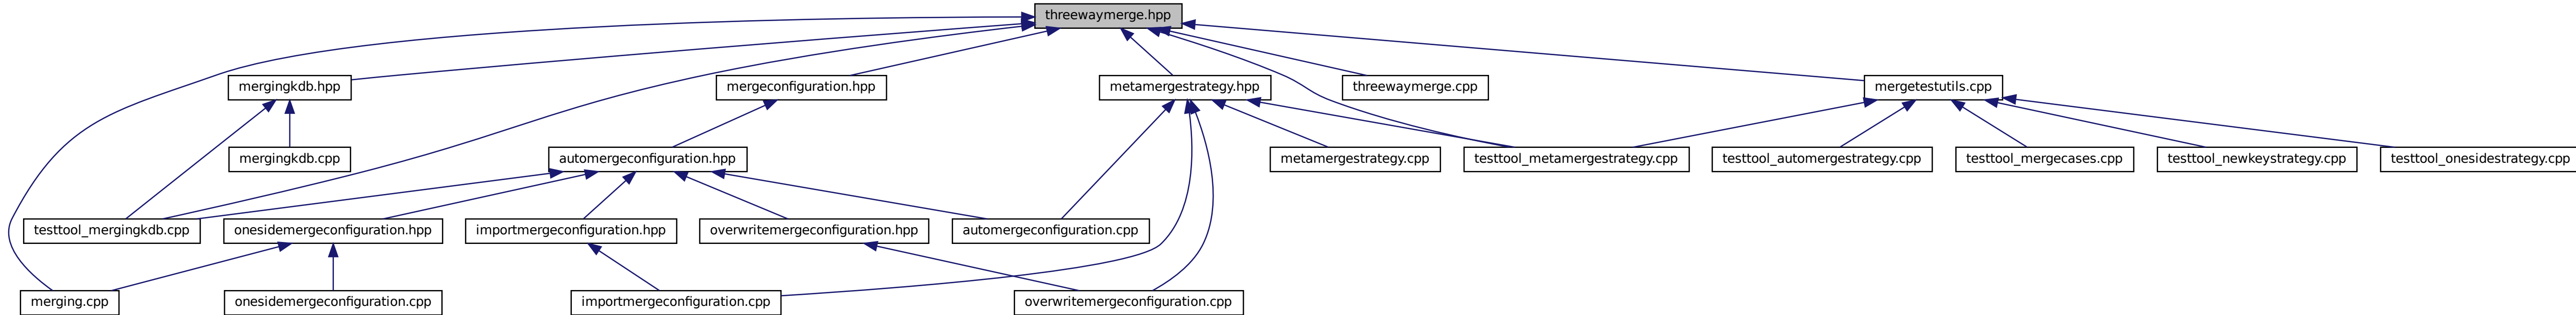 threewaymerge.hpp
mergingkdb.hpp
mergeconfiguration.hpp
metamergestrategy.hpp
threewaymerge.cpp
mergetestutils.cpp
mergingkdb.cpp
automergeconfiguration.hpp
metamergestrategy.cpp
testtool_metamergestrategy.cpp
testtool_automergestrategy.cpp
testtool_mergecases.cpp
testtool_newkeystrategy.cpp
testtool_onesidestrategy.cpp
testtool_mergingkdb.cpp
onesidemergeconfiguration.hpp
importmergeconfiguration.hpp
overwritemergeconfiguration.hpp
automergeconfiguration.cpp
merging.cpp
onesidemergeconfiguration.cpp
importmergeconfiguration.cpp
overwritemergeconfiguration.cpp